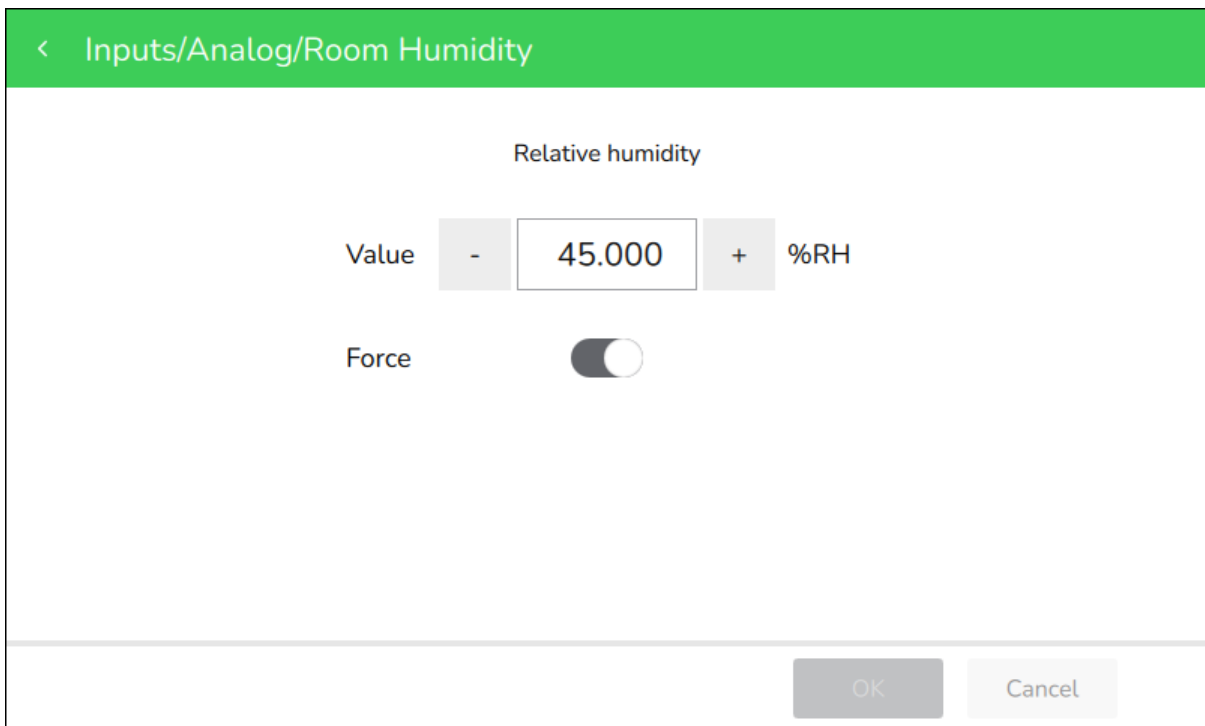 < Inputs/Analog/Room Humidity
Relative humidity
Value - 45.000 + %RH
Force
OK Cancel